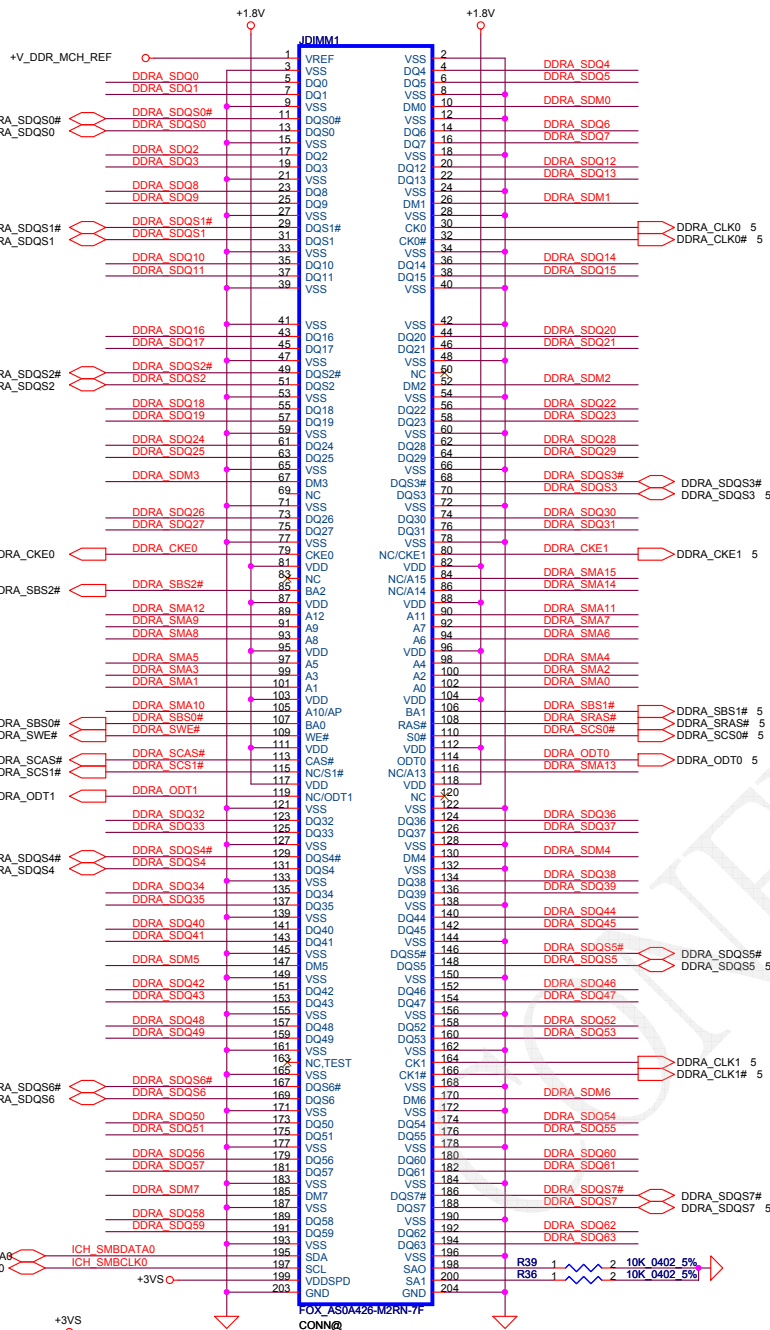 +1.8V +1.8V
JDIMM1
+V_DDR_MCH_REF 1 VREF VSS 2
3 VSS DQ4 4 DDRA_SDQ4
DDRA_SDQ0 5 DQ0 DQ5 6 DDRA_SDQ5
DDRA_SDQ1 7 DQ1 VSS 8
9 VSS DM0 10 DDRA_SDM0
RA_SDQS0# DDRA_SDQS0# 11 DQS0# VSS 12
RA_SDQS0 DDRA_SDQS0 13 DQS0 DQ6 14 DDRA_SDQ6
15 VSS DQ7 16 DDRA_SDQ7
DDRA_SDQ2 17 DQ2 VSS 18
DDRA_SDQ3 19 DQ3 DQ12 20 DDRA_SDQ12
21 VSS DQ13 22 DDRA_SDQ13
DDRA_SDQ8 23 DQ8 VSS 24
DDRA_SDQ9 25 DQ9 DM1 26 DDRA_SDM1
27 VSS VSS 28
RA_SDQS1# DDRA_SDQS1# 29 DQS1# CK0 30 DDRA_CLK0 5
RA_SDQS1 DDRA_SDQS1 31 DQS1 CK0# 32 DDRA_CLK0# 5
33 VSS VSS 34
DDRA_SDQ10 35 DQ10 DQ14 36 DDRA_SDQ14
DDRA_SDQ11 37 DQ11 DQ15 38 DDRA_SDQ15
39 VSS VSS 40
41 VSS VSS 42
DDRA_SDQ16 43 DQ16 DQ20 44 DDRA_SDQ20
DDRA_SDQ17 45 DQ17 DQ21 46 DDRA_SDQ21
47 VSS VSS 48
RA_SDQS2# DDRA_SDQS2# 49 DQS2# NC 50
RA_SDQS2 DDRA_SDQS2 51 DQS2 DM2 52 DDRA_SDM2
53 VSS VSS 54
DDRA_SDQ18 55 DQ18 DQ22 56 DDRA_SDQ22
DDRA_SDQ19 57 DQ19 DQ23 58 DDRA_SDQ23
59 VSS VSS 60
DDRA_SDQ24 61 DQ24 DQ28 62 DDRA_SDQ28
DDRA_SDQ25 63 DQ25 DQ29 64 DDRA_SDQ29
65 VSS VSS 66
DDRA_SDM3 67 DM3 DQS3# 68 DDRA_SDQS3# DDRA_SDQS3#
69 NC DQS3 70 DDRA_SDQS3 DDRA_SDQS3 5
71 VSS VSS 72
DDRA_SDQ26 73 DQ26 DQ30 74 DDRA_SDQ30
DDRA_SDQ27 75 DQ27 DQ31 76 DDRA_SDQ31
77 VSS VSS 78
DRA_CKE0 DDRA_CKE0 79 CKE0 NC/CKE1 80 DDRA_CKE1 DDRA_CKE1 5
81 VDD VDD 82
83 NC NC/A15 84 DDRA_SMA15
DRA_SBS2# DDRA_SBS2# 85 BA2 NC/A14 86 DDRA_SMA14
87 VDD VDD 88
DDRA_SMA12 89 A12 A11 90 DDRA_SMA11
DDRA_SMA9 91 A9 A7 92 DDRA_SMA7
DDRA_SMA8 93 A8 A6 94 DDRA_SMA6
95 VDD VDD 96
DDRA_SMA5 97 A5 A4 98 DDRA_SMA4
DDRA_SMA3 99 A3 A2 100 DDRA_SMA2
DDRA_SMA1 101 A1 A0 102 DDRA_SMA0
103 VDD VDD 104
DDRA_SMA10 105 A10/AP BA1 106 DDRA_SBS1# DDRA_SBS1# 5
DRA_SBS0# DDRA_SBS0# 107 BA0 RAS# 108 DDRA_SRAS# DDRA_SRAS# 5
DRA_SWE# DDRA_SWE# 109 WE# S0# 110 DDRA_SCS0# DDRA_SCS0# 5
111 VDD VDD 112
DRA_SCAS# DDRA_SCAS# 113 CAS# ODT0 114 DDRA_ODT0 DDRA_ODT0 5
DRA_SCS1# DDRA_SCS1# 115 NC/S1# NC/A13 116 DDRA_SMA13
117 VDD VDD 118
DRA_ODT1 DDRA_ODT1 119 NC/ODT1 NC 120
121 VSS VSS 122
DDRA_SDQ32 123 DQ32 DQ36 124 DDRA_SDQ36
DDRA_SDQ33 125 DQ33 DQ37 126 DDRA_SDQ37
127 VSS VSS 128
RA_SDQS4# DDRA_SDQS4# 129 DQS4# DM4 130 DDRA_SDM4
RA_SDQS4 DDRA_SDQS4 131 DQS4 VSS 132
133 VSS DQ38 134 DDRA_SDQ38
DDRA_SDQ34 135 DQ34 DQ39 136 DDRA_SDQ39
DDRA_SDQ35 137 DQ35 VSS 138
139 VSS DQ44 140 DDRA_SDQ44
DDRA_SDQ40 141 DQ40 DQ45 142 DDRA_SDQ45
DDRA_SDQ41 143 DQ41 VSS 144
145 VSS DQS5# 146 DDRA_SDQS5# DDRA_SDQS5#
DDRA_SDM5 147 DM5 DQS5 148 DDRA_SDQS5 DDRA_SDQS5 5
149 VSS VSS 150
DDRA_SDQ42 151 DQ42 DQ46 152 DDRA_SDQ46
DDRA_SDQ43 153 DQ43 DQ47 154 DDRA_SDQ47
155 VSS VSS 156
DDRA_SDQ48 157 DQ48 DQ52 158 DDRA_SDQ52
DDRA_SDQ49 159 DQ49 DQ53 160 DDRA_SDQ53
161 VSS VSS 162
163 NC,TEST CK1 164 DDRA_CLK1 5
165 VSS CK1# 166 DDRA_CLK1# 5
RA_SDQS6# DDRA_SDQS6# 167 DQS6# VSS 168
RA_SDQS6 DDRA_SDQS6 169 DQS6 DM6 170 DDRA_SDM6
171 VSS VSS 172
DDRA_SDQ50 173 DQ50 DQ54 174 DDRA_SDQ54
DDRA_SDQ51 175 DQ51 DQ55 176 DDRA_SDQ55
177 VSS VSS 178
DDRA_SDQ56 179 DQ56 DQ60 180 DDRA_SDQ60
DDRA_SDQ57 181 DQ57 DQ61 182 DDRA_SDQ61
183 VSS VSS 184
DDRA_SDM7 185 DM7 DQS7# 186 DDRA_SDQS7# DDRA_SDQS7#
187 VSS DQS7 188 DDRA_SDQS7 DDRA_SDQS7 5
DDRA_SDQ58 189 DQ58 VSS 190
DDRA_SDQ59 191 DQ59 DQ62 192 DDRA_SDQ62
193 VSS DQ63 194 DDRA_SDQ63
A0 ICH_SMBDATA0 195 SDA VSS 196
0 ICH_SMBCLK0 197 SCL SAO 198 R39 1 2 10K_0402_5%
+3VS 199 VDDSPD SA1 200 R36 1 2 10K_0402_5%
203 GND GND 204
FOX_AS0A426-M2RN-7F
CONN@
+3VS